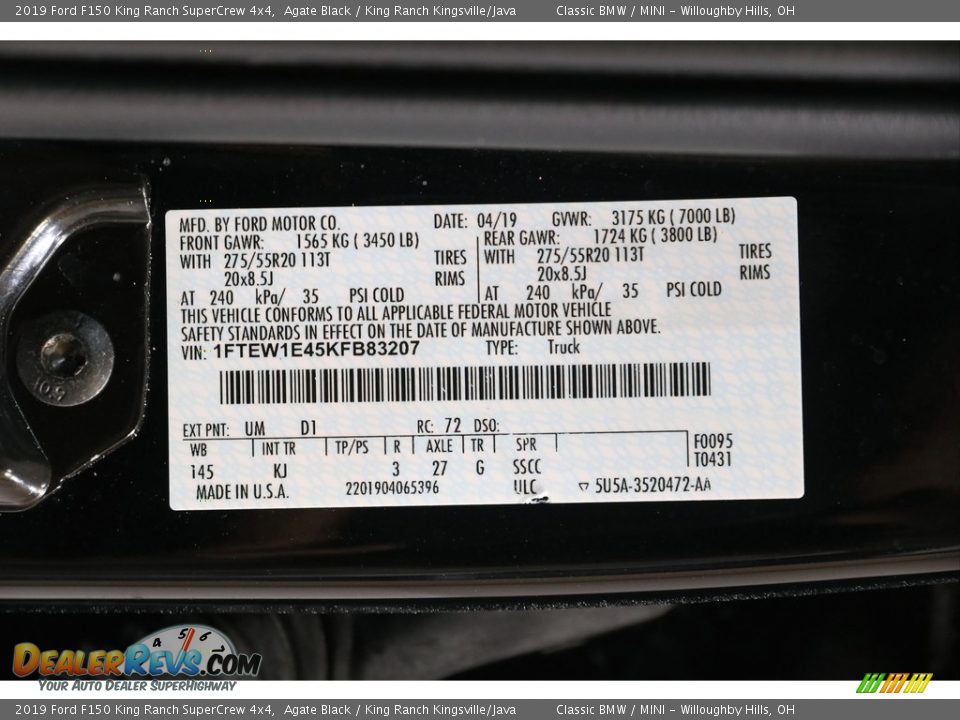 2019 Ford F150 King Ranch SuperCrew 4x4, Agate Black / King Ranch Kingsville/Java Classic BMW / MINI - Willoughby Hills, OH
MFD. BY FORD MOTOR CO. DATE: 04/19 GVWR: 3175 KG ( 7000 LB)
FRONT GAWR: 1565 KG ( 3450 LB) REAR GAWR: 1724 KG ( 3800 LB)
WITH 275/55R20 113T TIRES WITH 275/55R20 113T TIRES
20x8.5J RIMS 20x8.5J RIMS
AT 240 kPa/ 35 PSI COLD AT 240 kPa/ 35 PSI COLD
THIS VEHICLE CONFORMS TO ALL APPLICABLE FEDERAL MOTOR VEHICLE
SAFETY STANDARDS IN EFFECT ON THE DATE OF MANUFACTURE SHOWN ABOVE.
VIN: 1FTEW1E45KFB83207 TYPE: Truck
EXT PNT: UM D1 RC: 72 DSO:
WB INT TR TP/PS R AXLE TR SPR F0095
145 KJ 3 27 G SSCC T0431
MADE IN U.S.A. 2201904065396 ULC ▽ 5U5A-3520472-AA
10.9
4 5 6
DEALERREVS.COM
YOUR AUTO DEALER SUPERHIGHWAY
2019 Ford F150 King Ranch SuperCrew 4x4, Agate Black / King Ranch Kingsville/Java Classic BMW / MINI - Willoughby Hills, OH